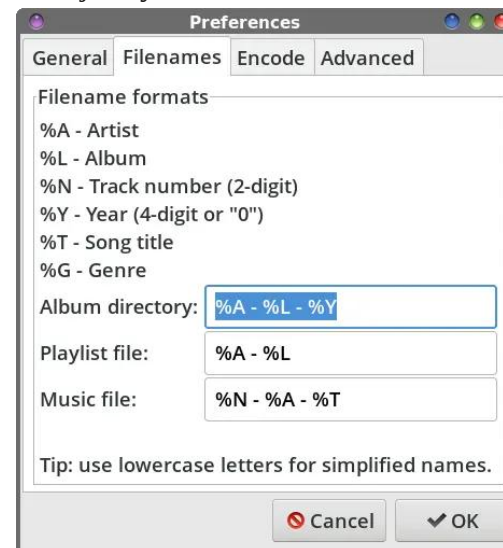 Preferences
General Filenames Encode Advanced
Filename formats
%A - Artist
%L - Album
%N - Track number (2-digit)
%Y - Year (4-digit or "0")
%T - Song title
%G - Genre
Album directory: %A - %L - %Y
Playlist file: %A - %L
Music file: %N - %A - %T
Tip: use lowercase letters for simplified names.
Cancel OK